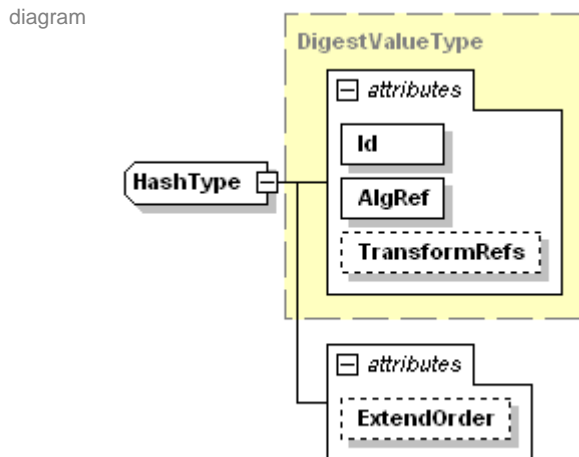 diagram
DigestValueType
attributes
Id
AlgRef
HashType
TransformRefs
attributes
ExtendOrder